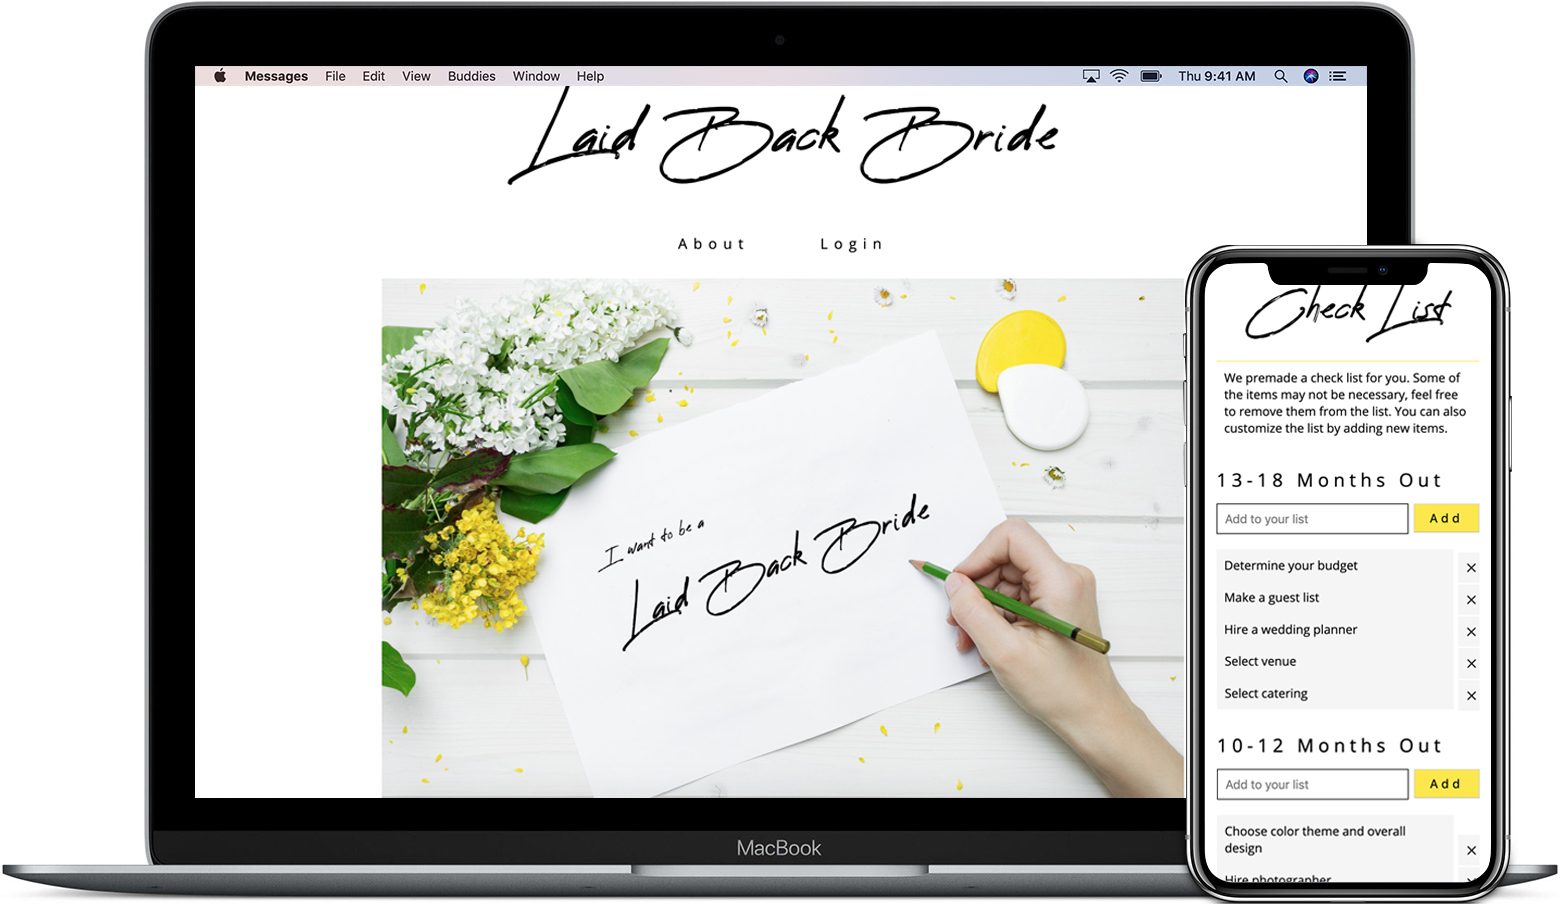 Messages File Edit View Buddies Window Help Thu 9:41 AM
Laid Back Bride
About Login
I want to be a
Laid Back Bride
MacBook
Check List
We premade a check list for you. Some of
the items may not be necessary, feel free
to remove them from the list. You can also
customize the list by adding new items.
13-18 Months Out
Add to your list Add
Determine your budget ×
Make a guest list ×
Hire a wedding planner ×
Select venue ×
Select catering ×
10-12 Months Out
Add to your list Add
Choose color theme and overall
design ×
Hire photographer ×